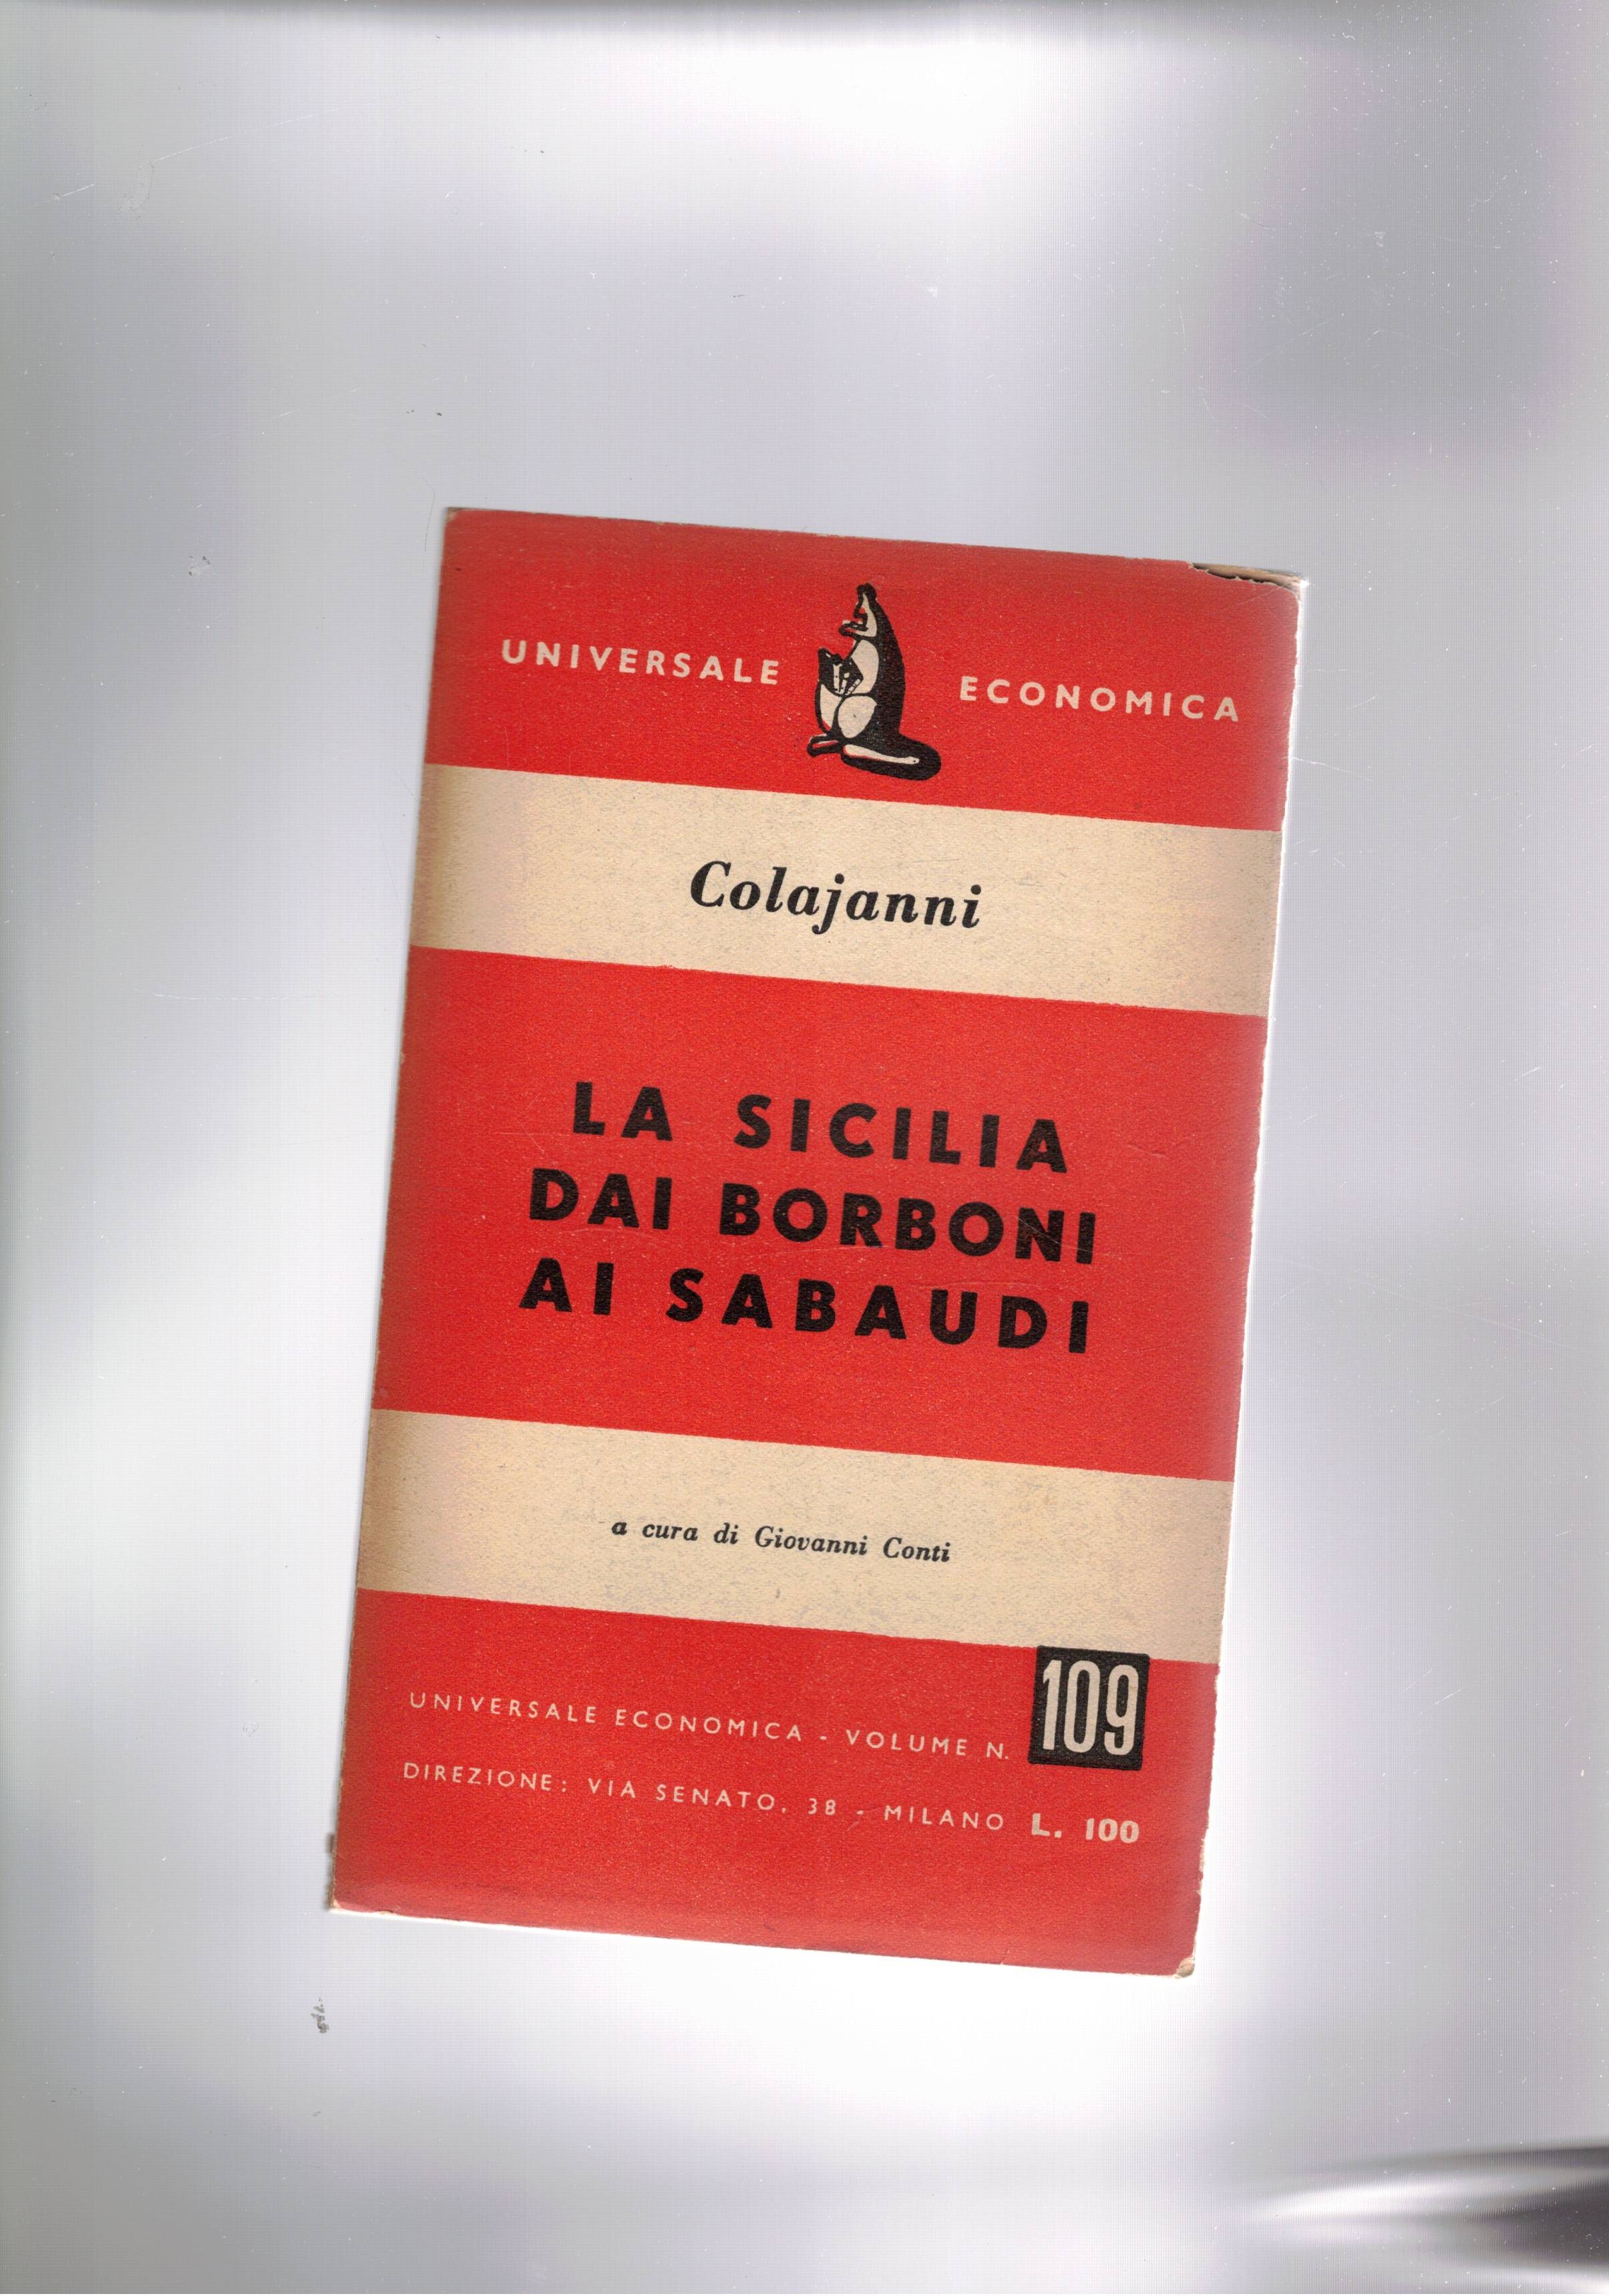 UNIVERSALE ECONOMICA
Colajanni
LA SICILIA
DAI BORBONI
AI SABAUDI
a cura di Giovanni Conti
UNIVERSALE ECONOMICA - VOLUME N. 109
DIREZIONE: VIA SENATO, 38 - MILANO L. 100